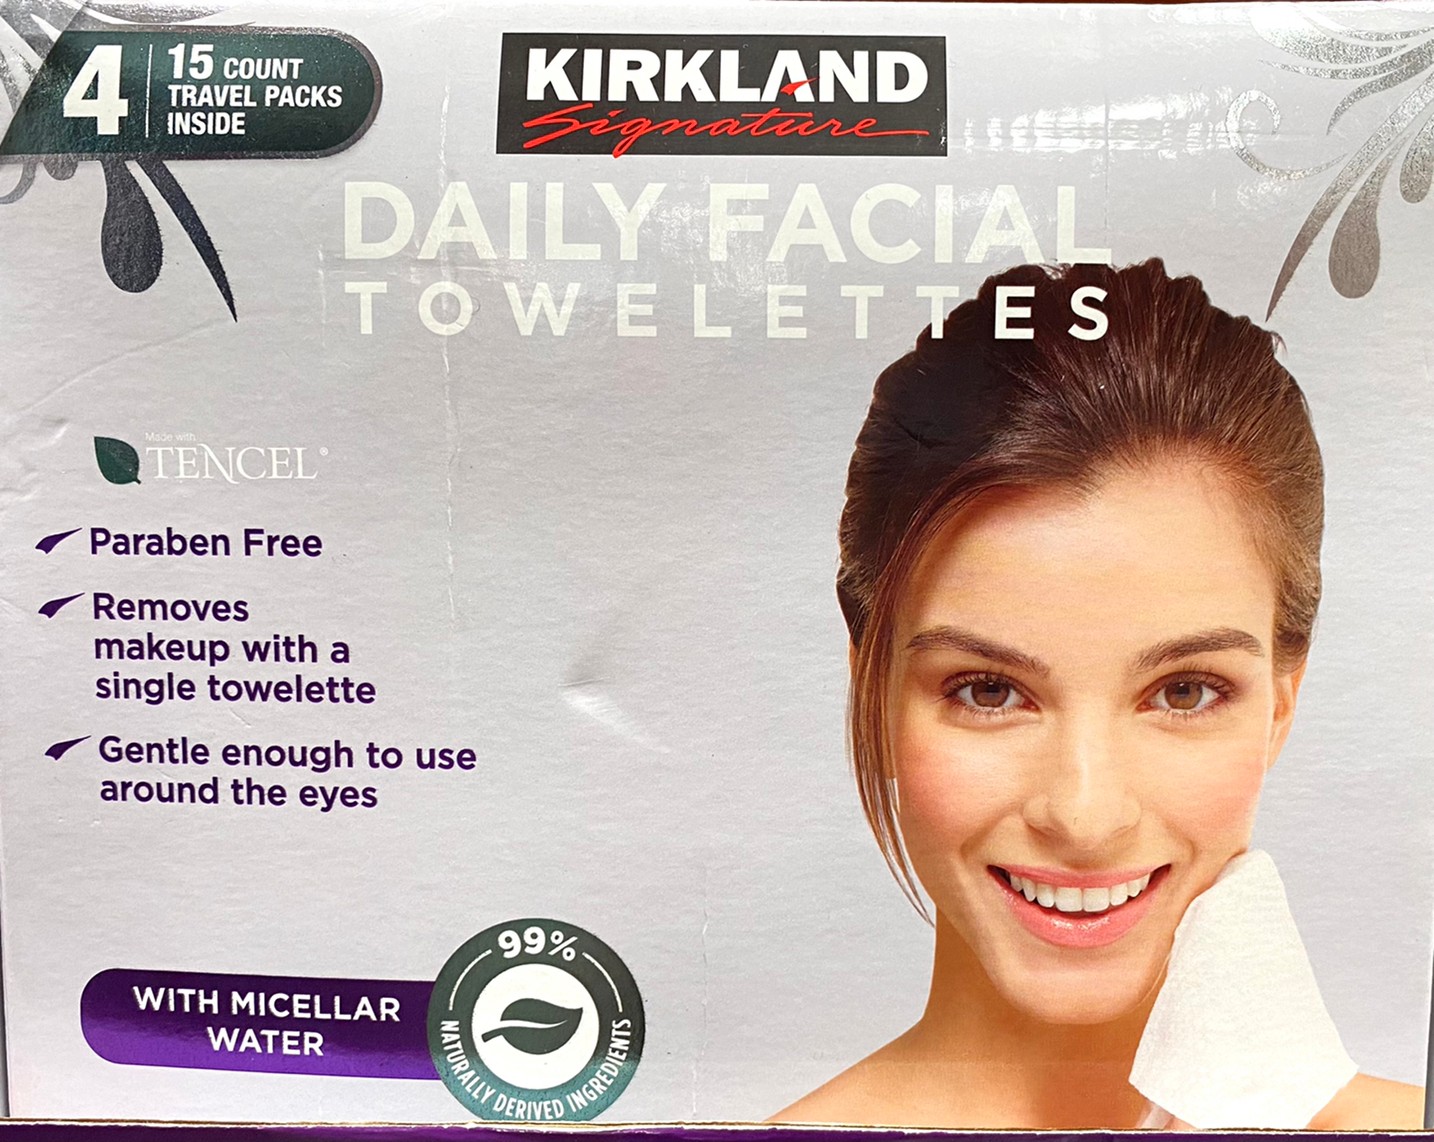 4
15 COUNT
TRAVEL PACKS
INSIDE
KIRKLAND
Signature
DAILY FACIAL
TOWELETTES
Made with
TENCEL®
Paraben Free
Removes
makeup with a
single towelette
Gentle enough to use
around the eyes
WITH MICELLAR
WATER
99%
NATURALLY DERIVED INGREDIENTS